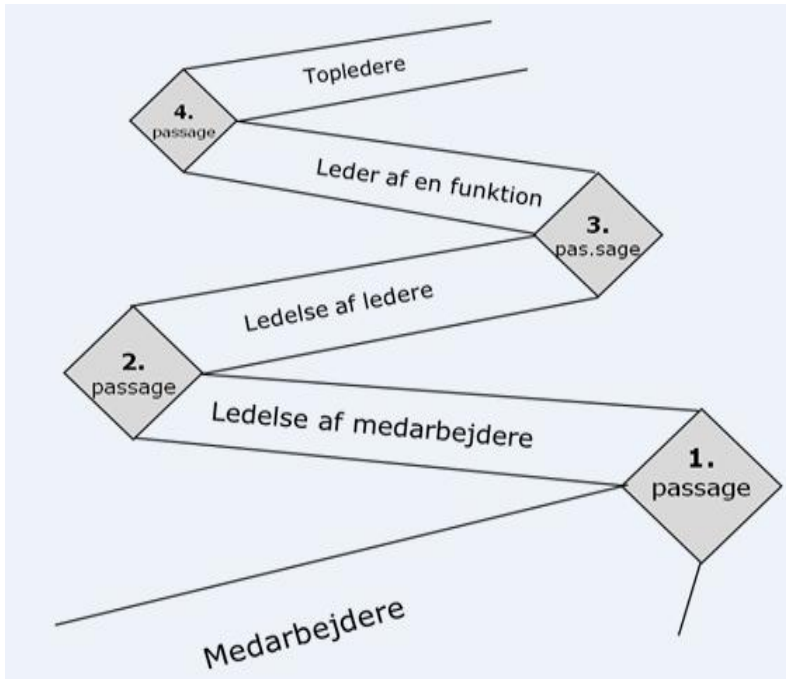 Topledere
4.
passage
Leder af en funktion
3.
pas.sage
Ledelse af ledere
2.
passage
Ledelse af medarbejdere
1.
passage
Medarbejdere